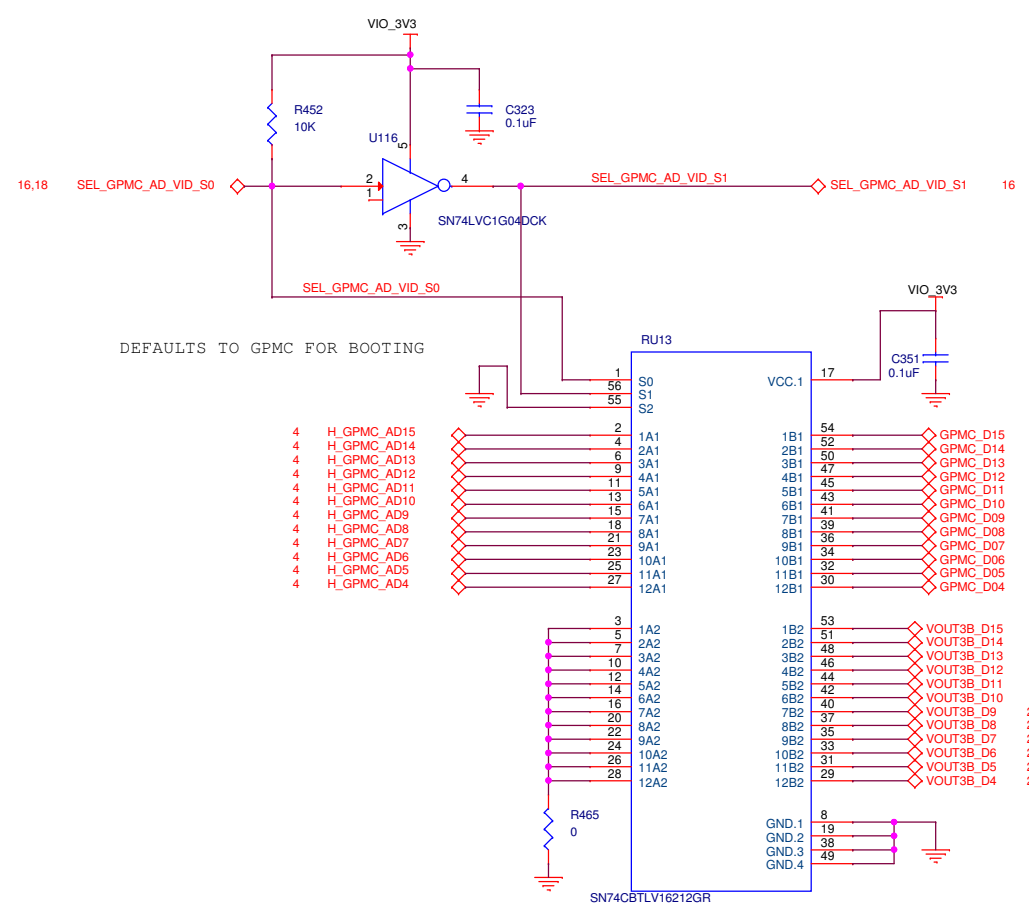 VIO_3V3
R452
10K
C323
0.1uF
U116
5
2
1
4
3
SN74LVC1G04DCK
16,18 SEL_GPMC_AD_VID_S0
SEL_GPMC_AD_VID_S1
SEL_GPMC_AD_VID_S1 16
SEL_GPMC_AD_VID_S0
DEFAULTS TO GPMC FOR BOOTING
VIO_3V3
C351
0.1uF
RU13
1 S0 VCC.1 17
56 S1
55 S2
4 H_GPMC_AD15 2 1A1 1B1 54 GPMC_D15
4 H_GPMC_AD14 4 2A1 2B1 52 GPMC_D14
4 H_GPMC_AD13 6 3A1 3B1 50 GPMC_D13
4 H_GPMC_AD12 9 4A1 4B1 47 GPMC_D12
4 H_GPMC_AD11 11 5A1 5B1 45 GPMC_D11
4 H_GPMC_AD10 13 6A1 6B1 43 GPMC_D10
4 H_GPMC_AD9 15 7A1 7B1 41 GPMC_D09
4 H_GPMC_AD8 18 8A1 8B1 39 GPMC_D08
4 H_GPMC_AD7 21 9A1 9B1 36 GPMC_D07
4 H_GPMC_AD6 23 10A1 10B1 34 GPMC_D06
4 H_GPMC_AD5 25 11A1 11B1 32 GPMC_D05
4 H_GPMC_AD4 27 12A1 12B1 30 GPMC_D04
3 1A2 1B2 53 VOUT3B_D15
5 2A2 2B2 51 VOUT3B_D14
7 3A2 3B2 48 VOUT3B_D13
10 4A2 4B2 46 VOUT3B_D12
12 5A2 5B2 44 VOUT3B_D11
14 6A2 6B2 42 VOUT3B_D10
16 7A2 7B2 40 VOUT3B_D9
20 8A2 8B2 37 VOUT3B_D8
22 9A2 9B2 35 VOUT3B_D7
24 10A2 10B2 33 VOUT3B_D6
26 11A2 11B2 31 VOUT3B_D5
28 12A2 12B2 29 VOUT3B_D4
R465
0
GND.1 8
GND.2 19
GND.3 38
GND.4 49
SN74CBTLV16212GR